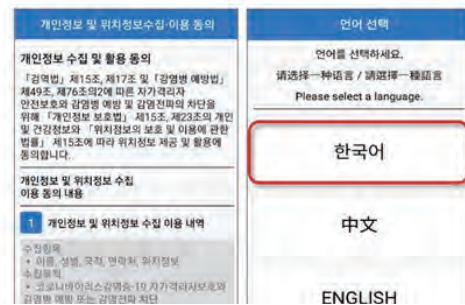 개인정보 및 위치정보수집·이용 동의
개인정보 수집 및 활용 동의
「검역법」제15조, 제17조 및「감염병 예방법」
제49조, 제76조의2에 따른 자가격리자
안전보호와 감염병 예방 및 감염전파의 차단을
위해 「개인정보 보호법」 제15조, 제23조의 개인
및 건강정보와 「위치정보의 보호 및 이용에 관한
법률」 제15조에 따라 위치정보 제공 및 활용에
동의합니다.
개인정보 및 위치정보 수집
이용 동의 내용
1 개인정보 및 위치정보 수집 이용 내역
수집항목
• 이름, 성별, 국적, 연락처, 위치정보
수집목적
• 코로나바이러스감염증-19 자가격리자보호와
감염병 예방 또는 감염전파 차단
언어 선택
언어를 선택하세요.
请选择一种语言 / 請選擇一種語言
Please select a language.
한국어
中文
ENGLISH